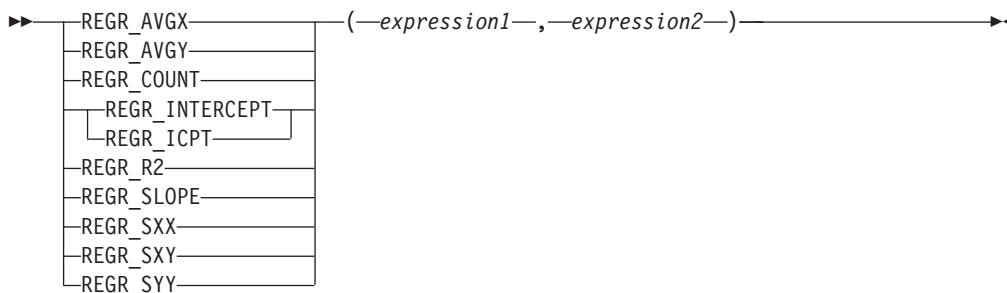 REGR_AVGX ( expression1 , expression2 )
REGR_AVGY
REGR_COUNT
REGR_INTERCEPT
REGR_ICPT
REGR_R2
REGR_SLOPE
REGR_SXX
REGR_SXY
REGR_SYY